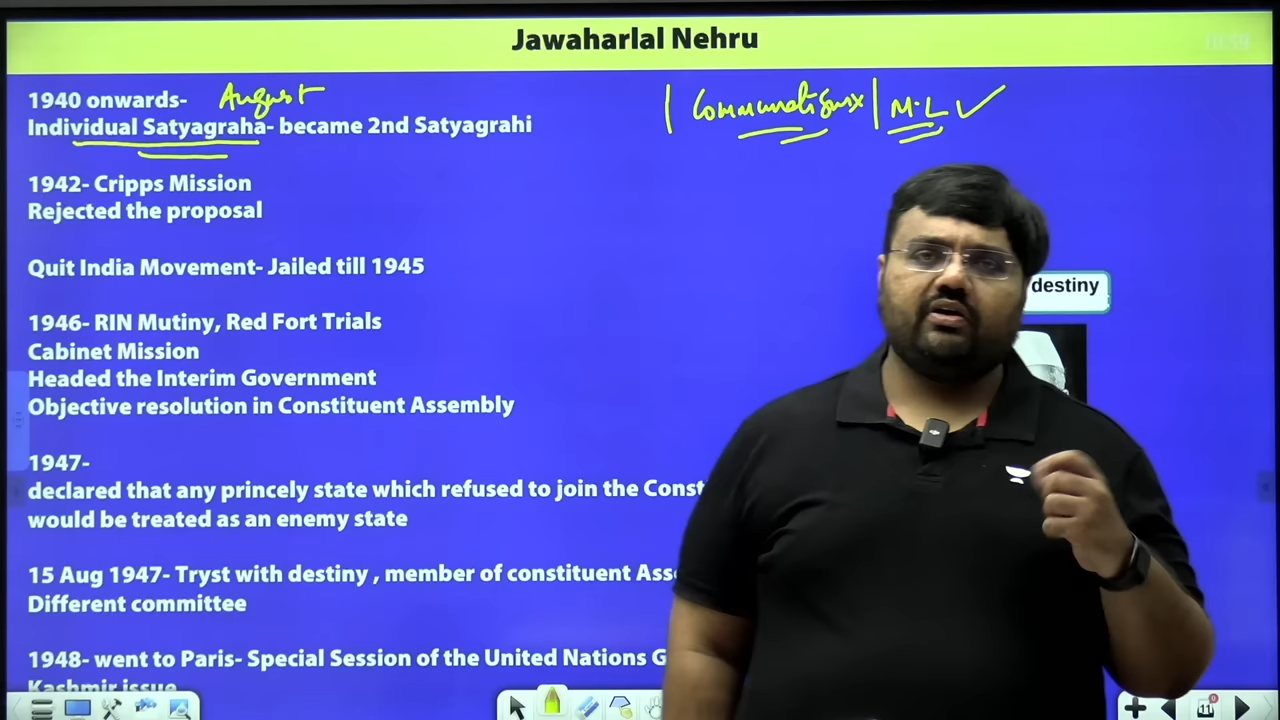 Jawaharlal Nehru
1940 onwards- August
Individual Satyagraha- became 2nd Satyagrahi
M.L
1942- Cripps Mission
Rejected the proposal
Quit India Movement- Jailed till 1945
destiny
1946- RIN Mutiny, Red Fort Trials
Cabinet Mission
Headed the Interim Government
Objective resolution in Constituent Assembly
1947-
declared that any princely state which refused to join the Const
would be treated as an enemy state
15 Aug 1947- Tryst with destiny , member of constituent Ass
Different committee
1948- went to Paris- Special Session of the United Nations G
Kashmir issue
11